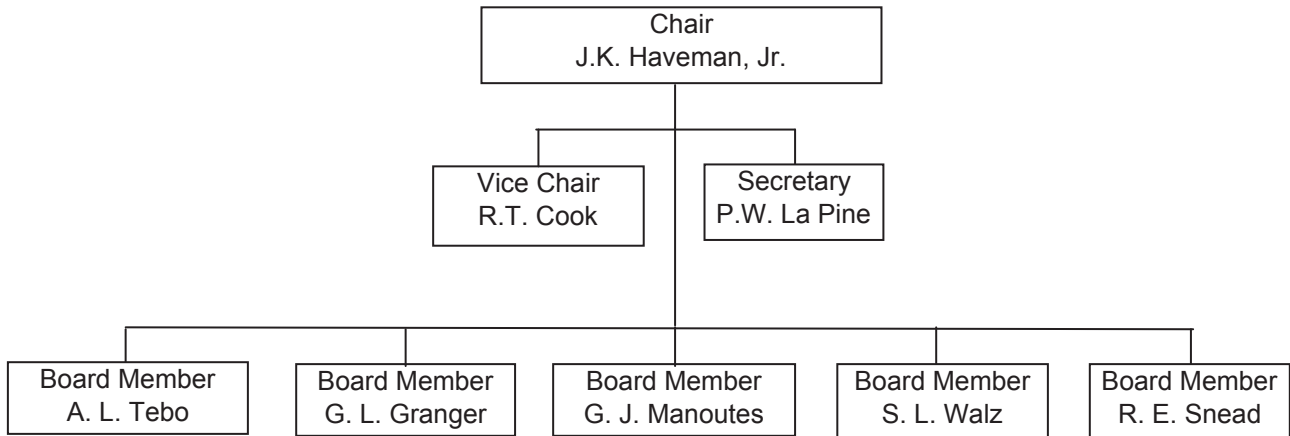 Chair
J.K. Haveman, Jr.
Vice Chair
R.T. Cook
Secretary
P.W. La Pine
Board Member
A. L. Tebo
Board Member
G. L. Granger
Board Member
G. J. Manoutes
Board Member
S. L. Walz
Board Member
R. E. Snead